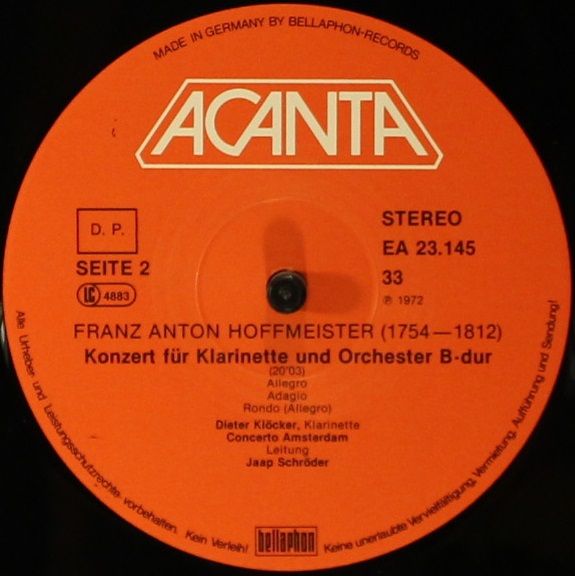 MADE IN GERMANY BY BELLAPHON-RECORDS
ACANTA
D. P.
SEITE 2
LC 4883
STEREO
EA 23.145
33
℗ 1972
FRANZ ANTON HOFFMEISTER (1754—1812)
Konzert für Klarinette und Orchester B-dur
(20'03)
Allegro
Adagio
Rondo (Allegro)
Dieter Klöcker, Klarinette
Concerto Amsterdam
Leitung
Jaap Schröder
bellaphon
Alle Urheber und Leistungsschutzrechte vorbehalten. Kein Verleih! Keine unerlaubte Vervielfältigung, Vermietung, Aufführung und Sendung!